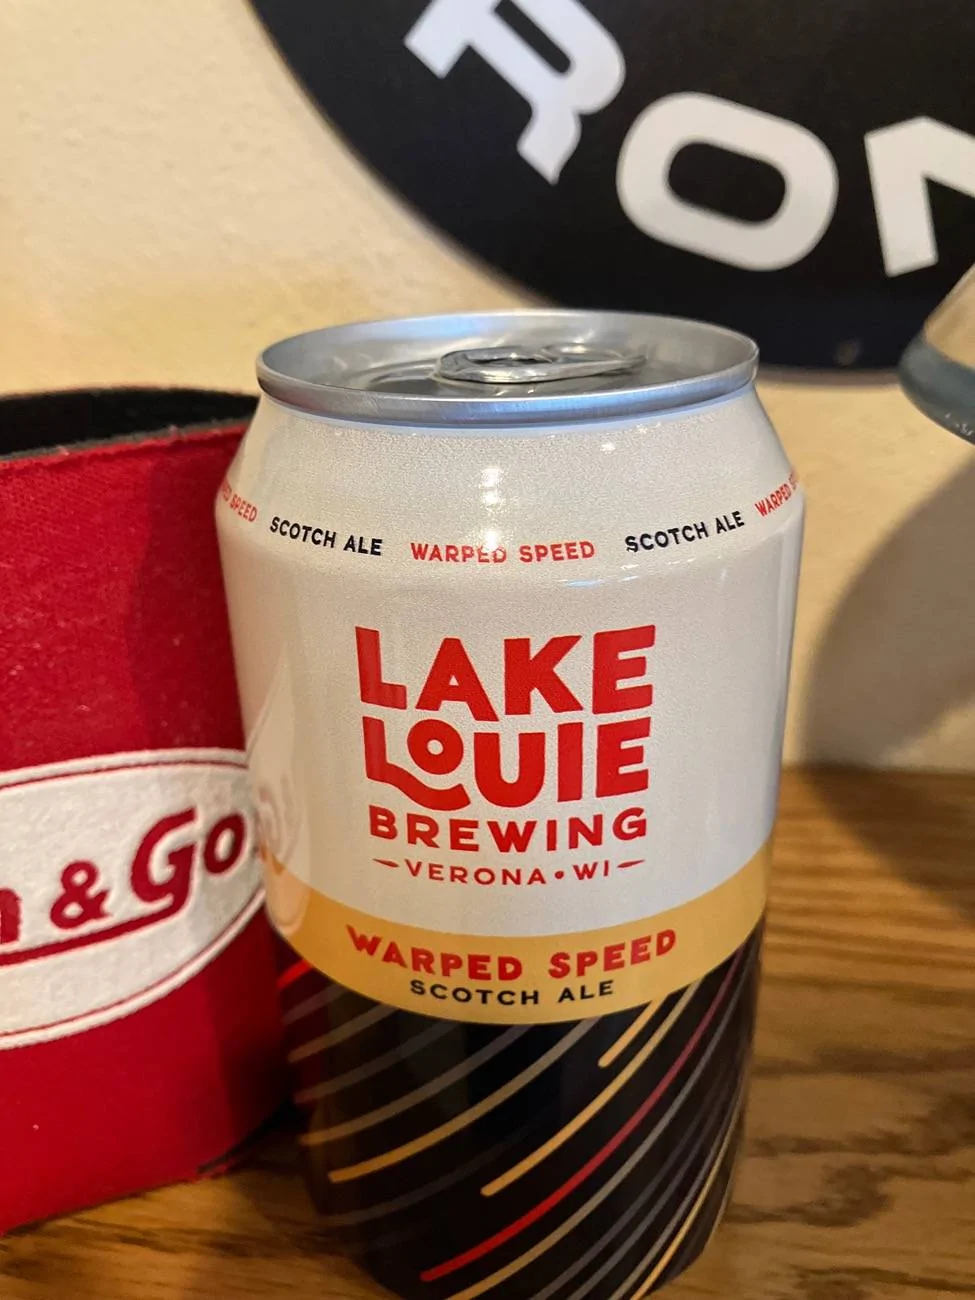 RON
WARPED SPEED SCOTCH ALE WARPED SPEED SCOTCH ALE WARPED
LAKE
LOUIE
BREWING
VERONA • WI
WARPED SPEED
SCOTCH ALE
& Go